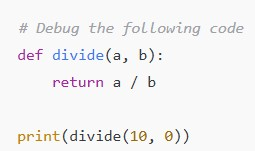 # Debug the following code
def divide(a, b):
    return a / b
print(divide(10, 0))